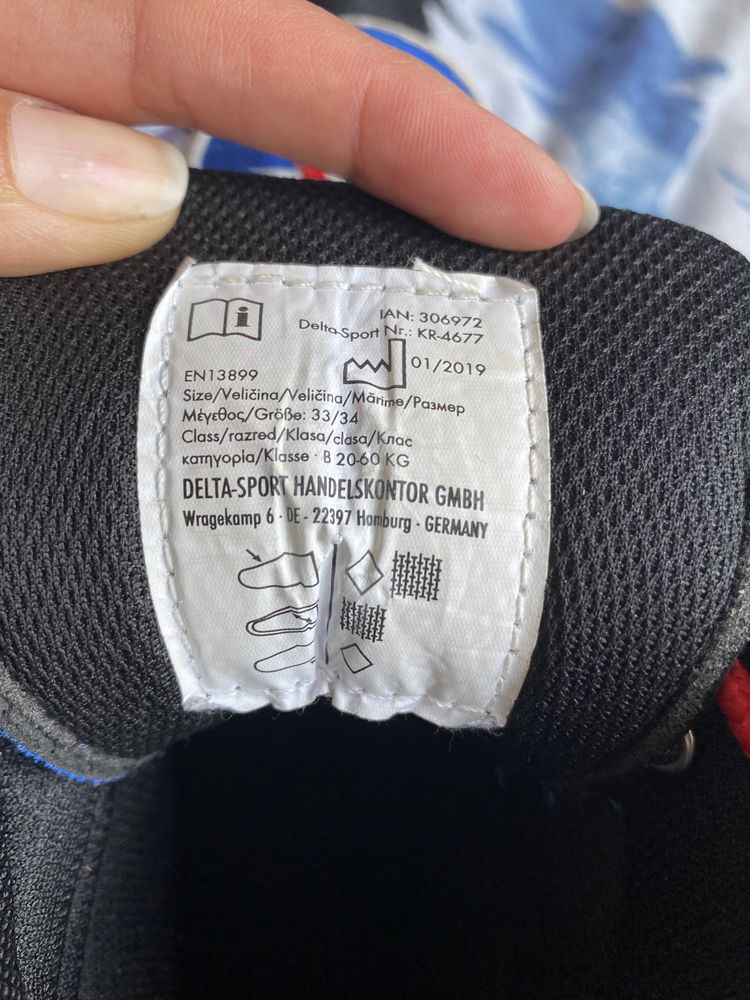 IAN: 306972
Delta-Sport Nr.: KR-4677
01/2019
EN13899
Size/Veličina/Veličina/Mărime/Размер
Μέγεθος/Größe: 33/34
Class/razred/Klasa/clasa/Клас
κατηγορία/Klasse · B 20-60 KG
DELTA-SPORT HANDELSKONTOR GMBH
Wragekamp 6 · DE - 22397 Hamburg · GERMANY